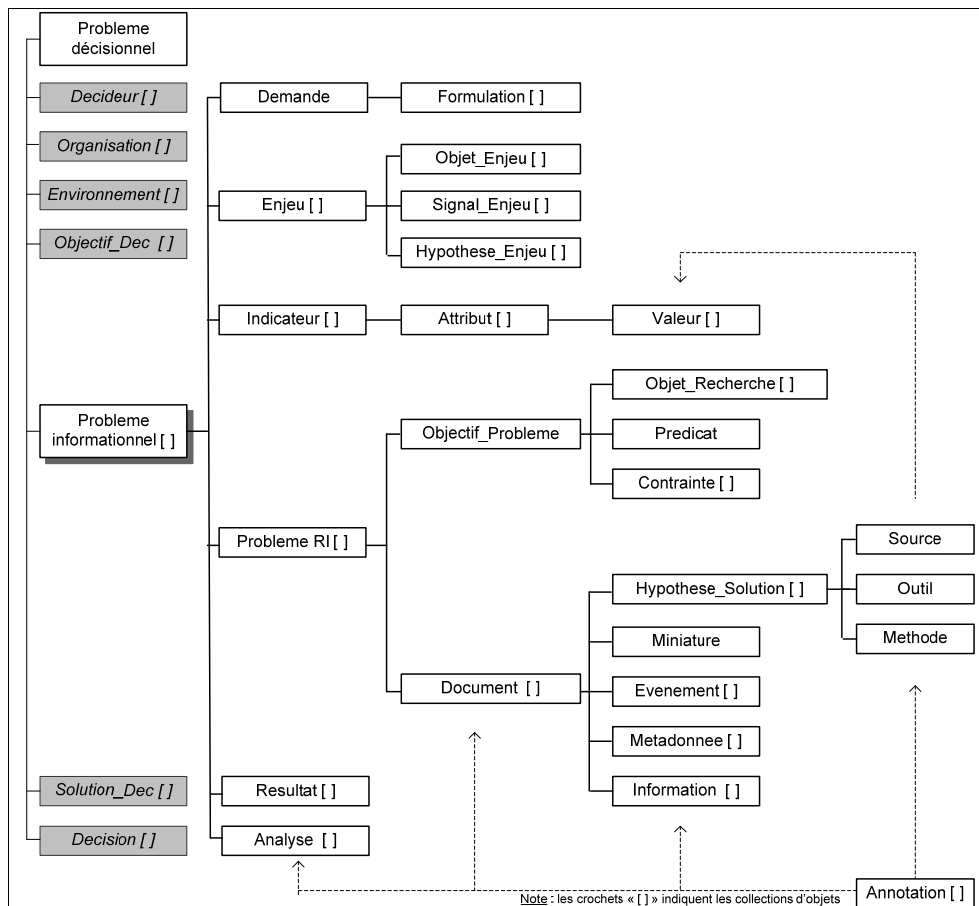 Probleme
décisionnel
Decideur [ ]
Organisation [ ]
Environnement [ ]
Objectif_Dec [ ]
Probleme
informationnel [ ]
Solution_Dec [ ]
Decision [ ]
Demande
Formulation [ ]
Enjeu [ ]
Objet_Enjeu [ ]
Signal_Enjeu [ ]
Hypothese_Enjeu [ ]
Indicateur [ ]
Attribut [ ]
Valeur [ ]
Probleme RI [ ]
Objectif_Probleme
Objet_Recherche [ ]
Predicat
Contrainte [ ]
Document [ ]
Hypothese_Solution [ ]
Source
Outil
Methode
Miniature
Evenement [ ]
Metadonnee [ ]
Information [ ]
Resultat [ ]
Analyse [ ]
Annotation [ ]
Note : les crochets « [ ] » indiquent les collections d'objets